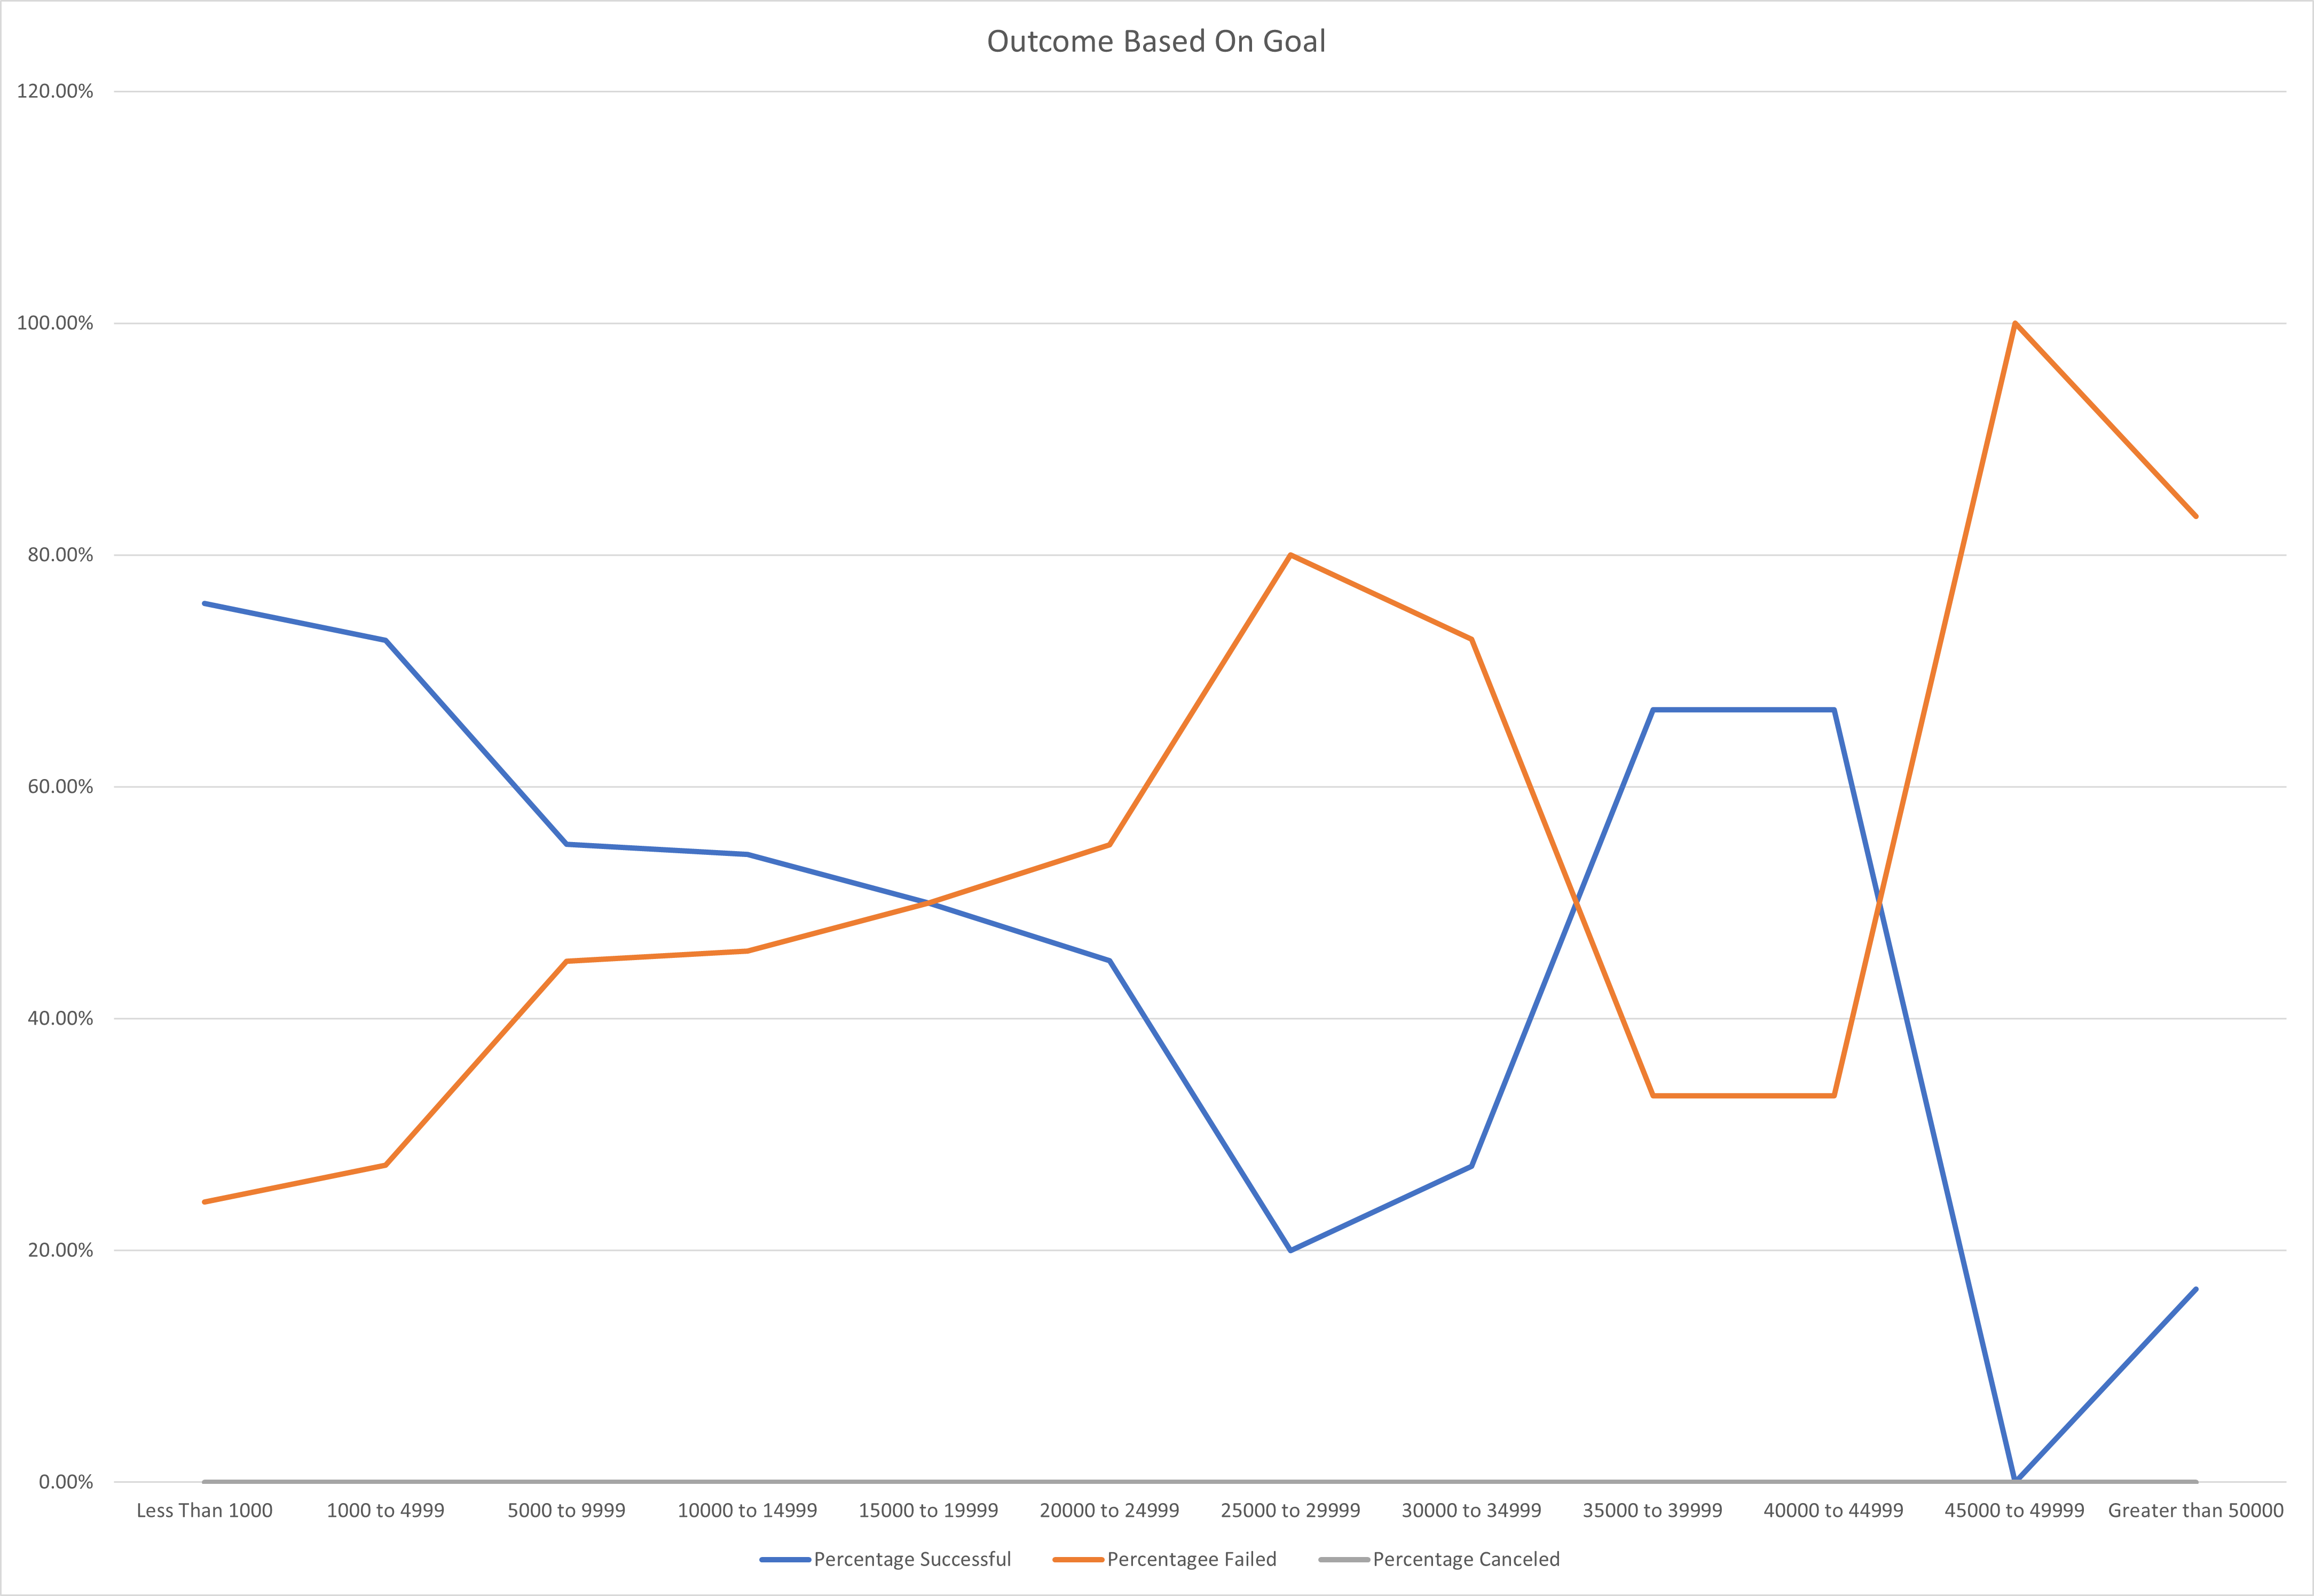 Outcome Based On Goal
120.00%
100.00%
80.00%
60.00%
40.00%
20.00%
0.00%
Less Than 1000 1000 to 4999 5000 to 9999 10000 to 14999 15000 to 19999 20000 to 24999 25000 to 29999 30000 to 34999 35000 to 39999 40000 to 44999 45000 to 49999 Greater than 50000
Percentage Successful Percentagee Failed Percentage Canceled